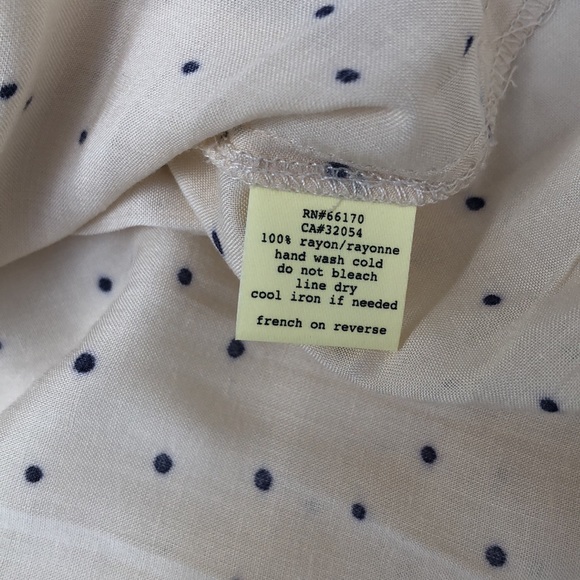 RN#66170
CA#32054
100% rayon/rayonne
hand wash cold
do not bleach
line dry
cool iron if needed
french on reverse